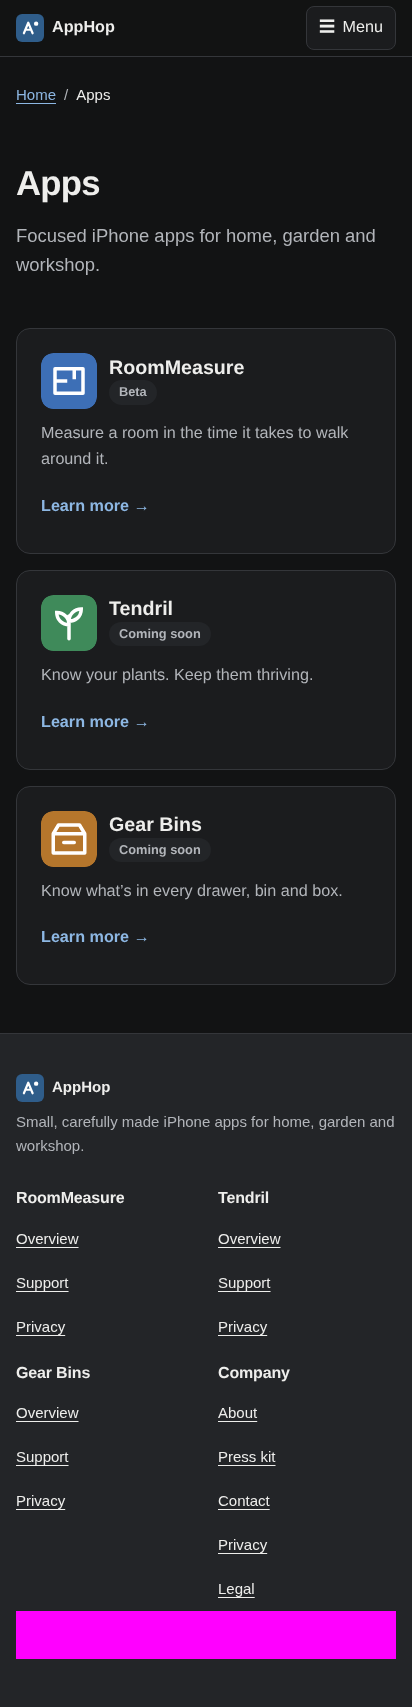 AppHop
☰ Menu
Home / Apps
Apps
Focused iPhone apps for home, garden and
workshop.
RoomMeasure
Beta
Measure a room in the time it takes to walk
around it.
Learn more →
Tendril
Coming soon
Know your plants. Keep them thriving.
Learn more →
Gear Bins
Coming soon
Know what’s in every drawer, bin and box.
Learn more →
AppHop
Small, carefully made iPhone apps for home, garden and
workshop.
RoomMeasure
Overview
Support
Privacy
Tendril
Overview
Support
Privacy
Gear Bins
Overview
Support
Privacy
Company
About
Press kit
Contact
Privacy
Legal